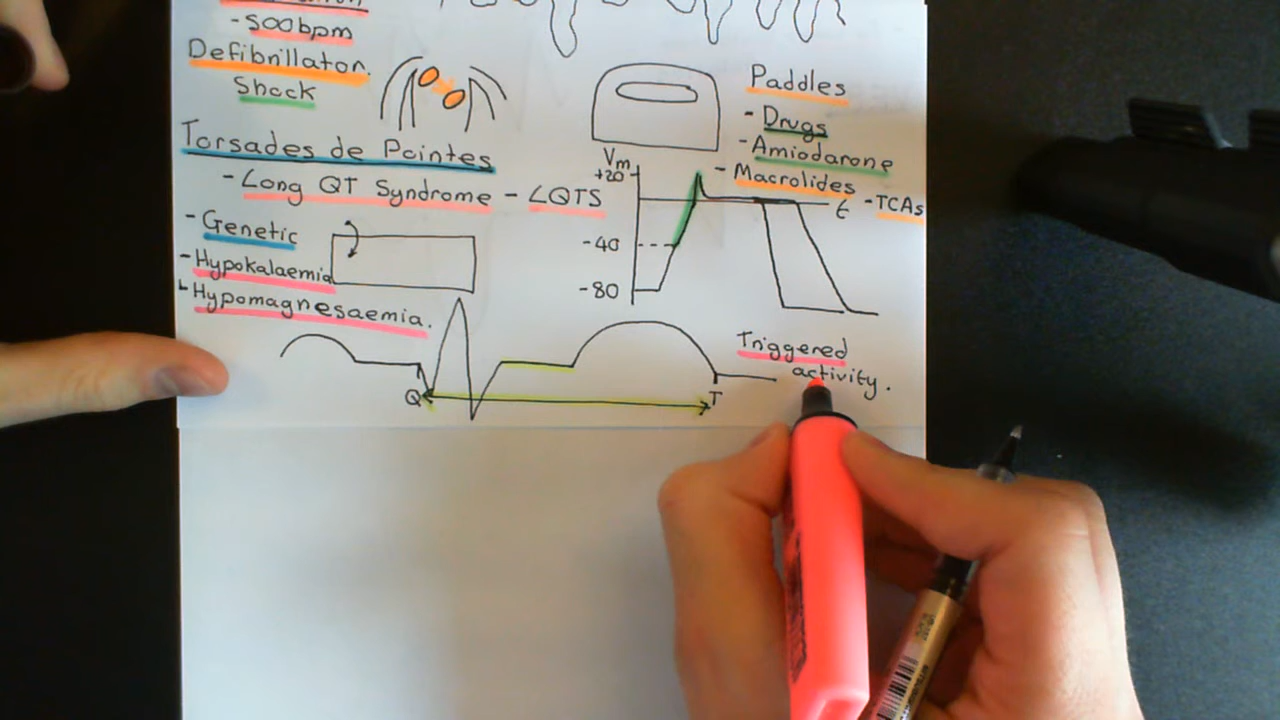 - 500bpm
Defibrillator.
Shock
Paddles
- Drugs
- Amiodarone
- Macrolides
- TCAs
Torsades de Pointes
- Long QT Syndrome - LQTS
- Genetic
- Hypokalaemia
- Hypomagnesaemia.
Vm
+20
t
-40
-80
Triggered
activity.
Q
T